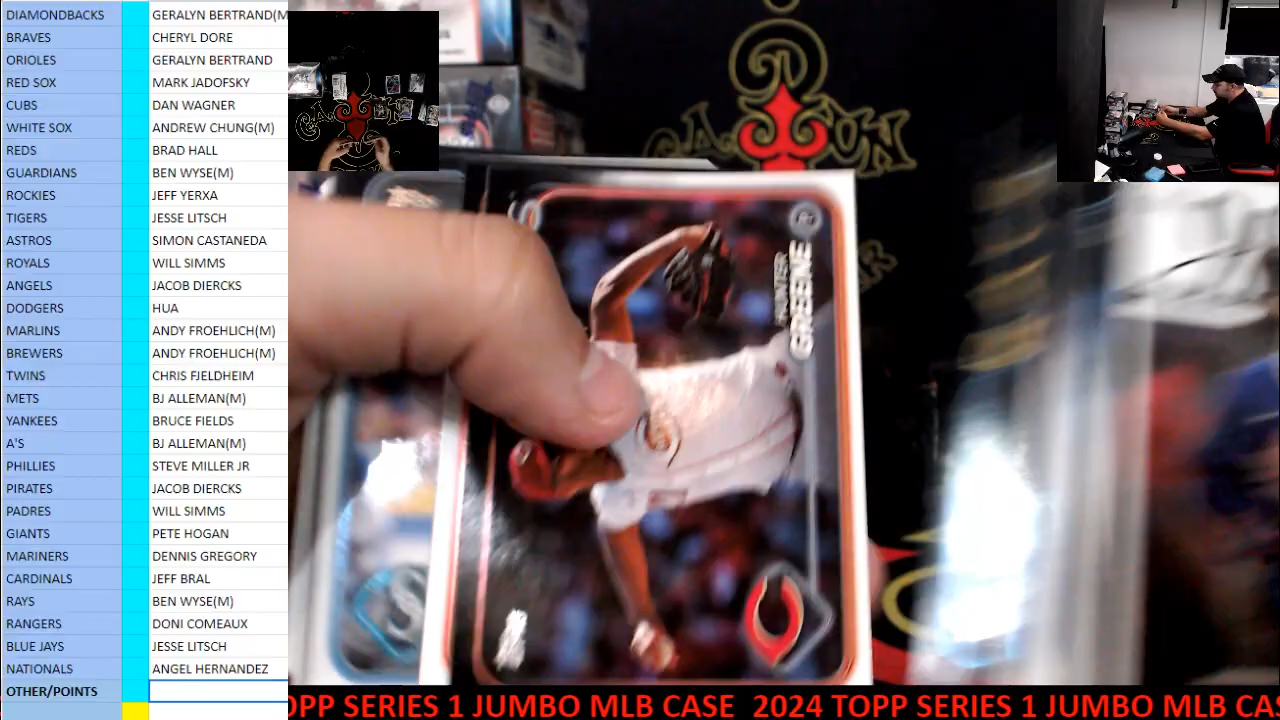 DIAMONDBACKS GERALYN BERTRAND(M
BRAVES CHERYL DORE
ORIOLES GERALYN BERTRAND
RED SOX MARK JADOFSKY
CUBS DAN WAGNER
WHITE SOX ANDREW CHUNG(M)
REDS BRAD HALL
GUARDIANS BEN WYSE(M)
ROCKIES JEFF YERXA
TIGERS JESSE LITSCH
ASTROS SIMON CASTANEDA
ROYALS WILL SIMMS
ANGELS JACOB DIERCKS
DODGERS HUA
MARLINS ANDY FROEHLICH(M)
BREWERS ANDY FROEHLICH(M)
TWINS CHRIS FJELDHEIM
METS BJ ALLEMAN(M)
YANKEES BRUCE FIELDS
A'S BJ ALLEMAN(M)
PHILLIES STEVE MILLER JR
PIRATES JACOB DIERCKS
PADRES WILL SIMMS
GIANTS PETE HOGAN
MARINERS DENNIS GREGORY
CARDINALS JEFF BRAL
RAYS BEN WYSE(M)
RANGERS DONI COMEAUX
BLUE JAYS JESSE LITSCH
NATIONALS ANGEL HERNANDEZ
OTHER/POINTS
HUNTER
GREENE
OPP SERIES 1 JUMBO MLB CASE 2024 TOPP SERIES 1 JUMBO MLB CAS